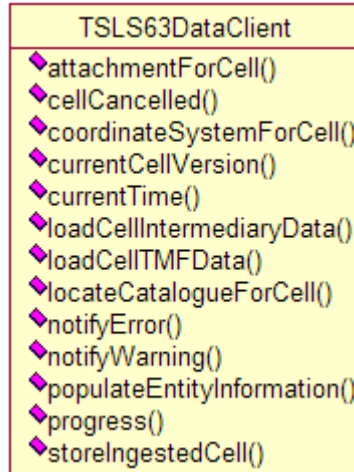 TSLS63DataClient
attachmentForCell()
cellCancelled()
coordinateSystemForCell()
currentCellVersion()
currentTime()
loadCellIntermediaryData()
loadCellTMFData()
locateCatalogueForCell()
notifyError()
notifyWarning()
populateEntityInformation()
progress()
storeIngestedCell()